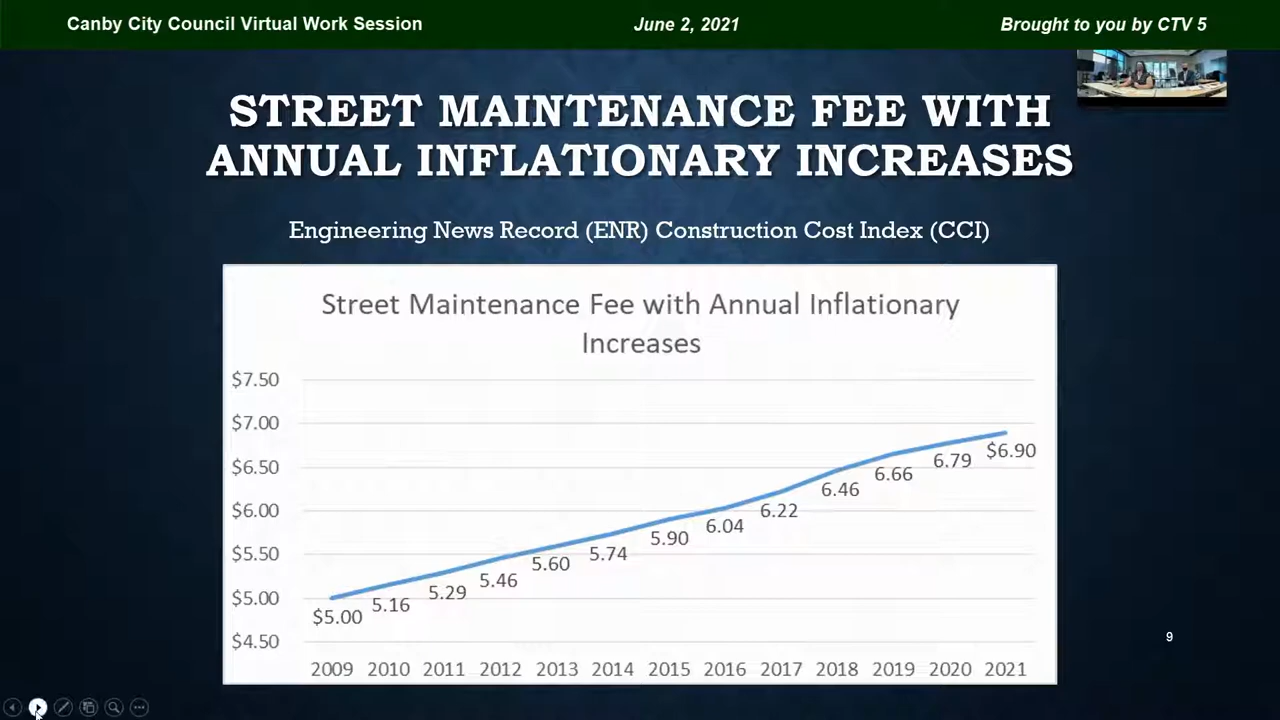 Canby City Council Virtual Work Session
June 2, 2021
Brought to you by CTV 5
STREET MAINTENANCE FEE WITH
ANNUAL INFLATIONARY INCREASES
Engineering News Record (ENR) Construction Cost Index (CCI)
Street Maintenance Fee with Annual Inflationary
Increases
$7.50
$7.00
$6.50
$6.00
$5.50
$5.00
$4.50
$5.00
5.16
5.29
5.46
5.60
5.74
5.90
6.04
6.22
6.46
6.66
6.79
$6.90
2009 2010 2011 2012 2013 2014 2015 2016 2017 2018 2019 2020 2021
9